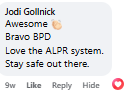 Jodi Gollnick
Awesome 👏🏻
Bravo BPD
Love the ALPR system.
Stay safe out there.
9w Like Reply Hide